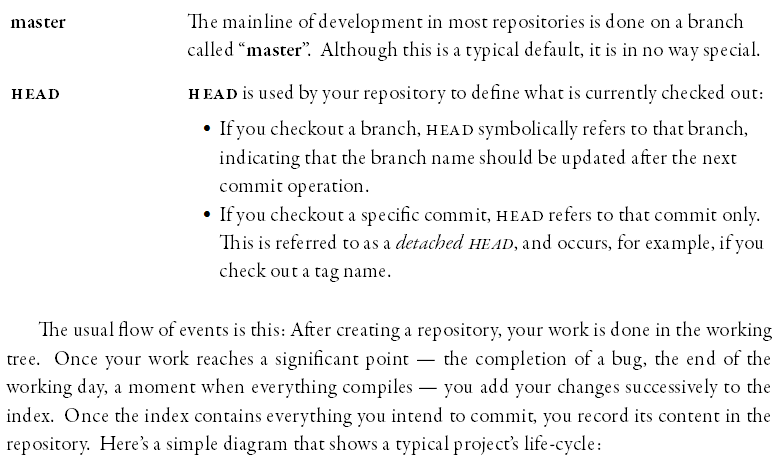 master The mainline of development in most repositories is done on a branch
called “master”. Although this is a typical default, it is in no way special.
HEAD HEAD is used by your repository to define what is currently checked out:
• If you checkout a branch, HEAD symbolically refers to that branch,
indicating that the branch name should be updated after the next
commit operation.
• If you checkout a specific commit, HEAD refers to that commit only.
This is referred to as a detached HEAD, and occurs, for example, if you
check out a tag name.
The usual flow of events is this: After creating a repository, your work is done in the working
tree. Once your work reaches a significant point — the completion of a bug, the end of the
working day, a moment when everything compiles — you add your changes successively to the
index. Once the index contains everything you intend to commit, you record its content in the
repository. Here’s a simple diagram that shows a typical project’s life-cycle: